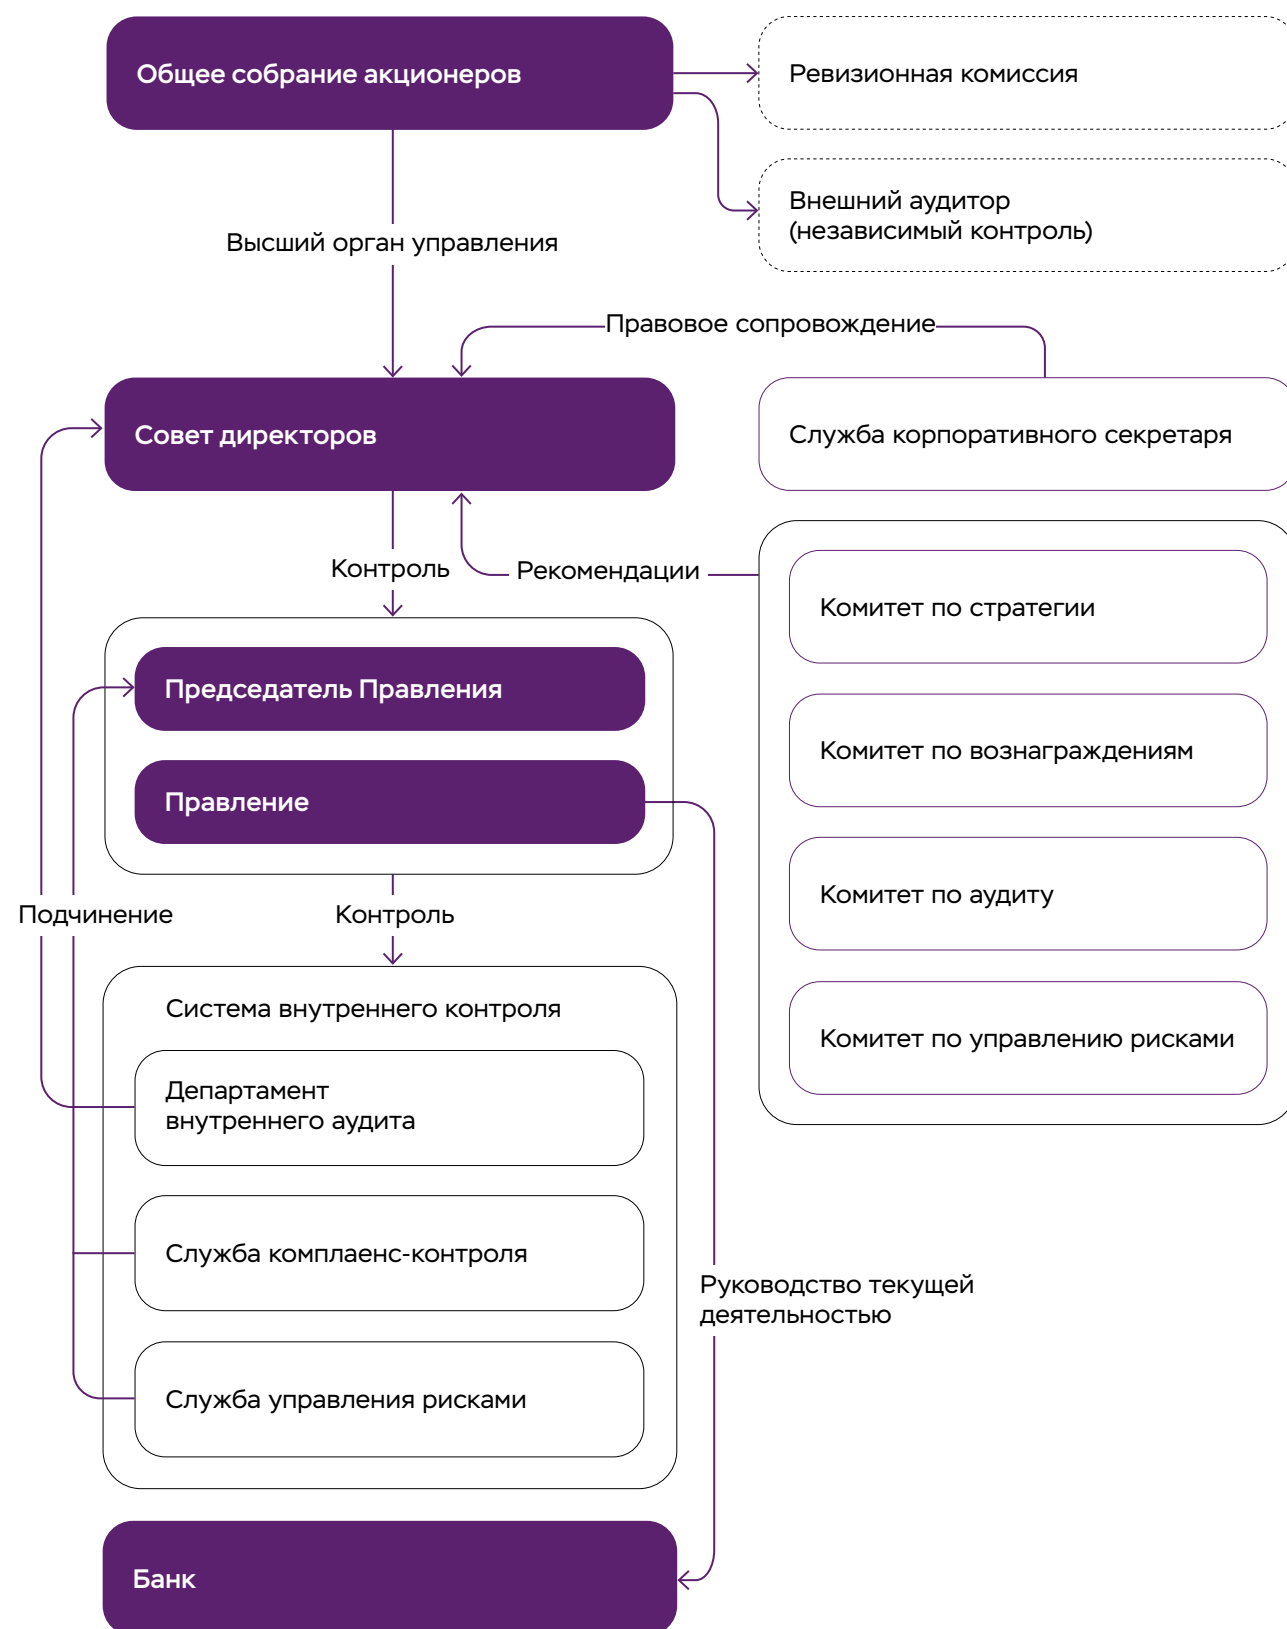 Общее собрание акционеров
Ревизионная комиссия
Внешний аудитор
(независимый контроль)
Высший орган управления
Правовое сопровождение
Совет директоров
Служба корпоративного секретаря
Контроль
Рекомендации
Комитет по стратегии
Председатель Правления
Комитет по вознаграждениям
Правление
Комитет по аудиту
Подчинение
Контроль
Система внутреннего контроля
Комитет по управлению рисками
Департамент
внутреннего аудита
Служба комплаенс-контроля
Руководство текущей
деятельностью
Служба управления рисками
Банк